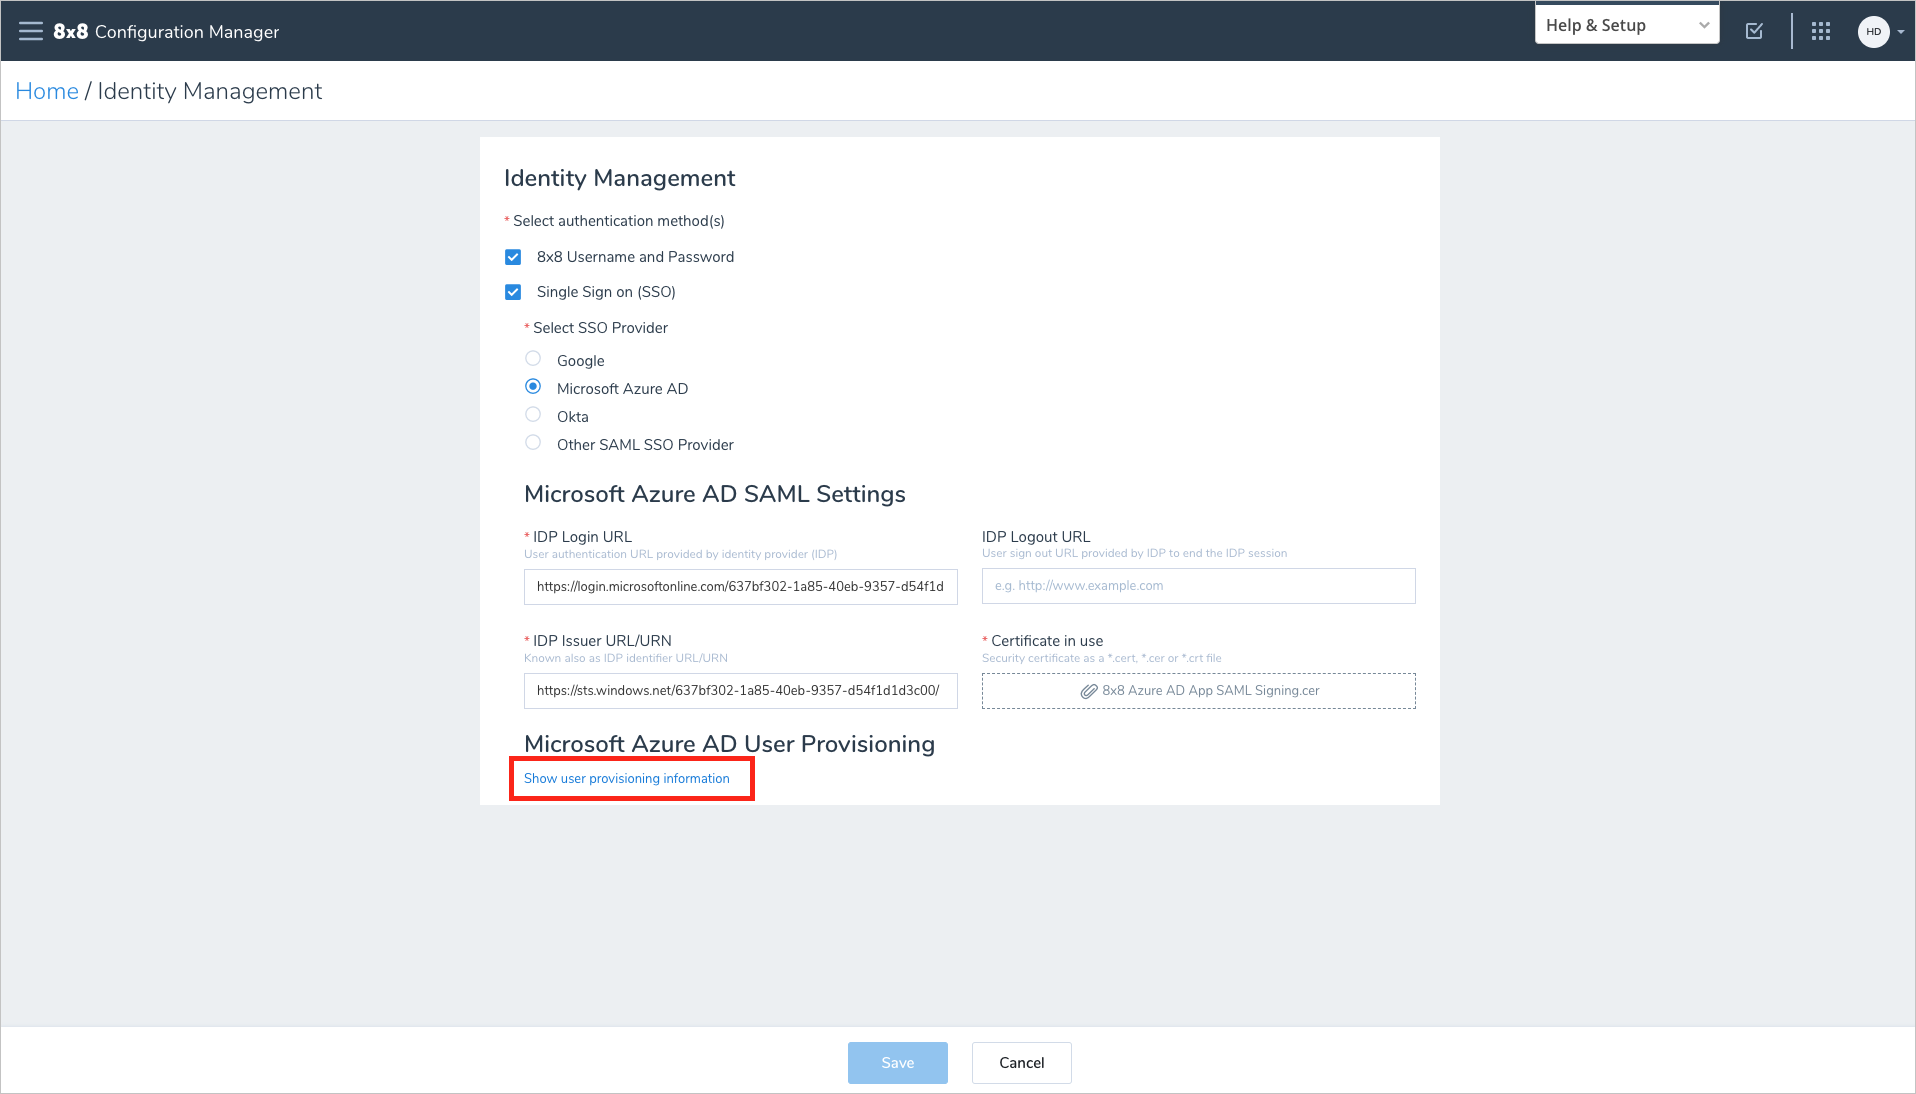 8x8 Configuration Manager
Help & Setup
HD
Home / Identity Management
Identity Management
* Select authentication method(s)
8x8 Username and Password
Single Sign on (SSO)
* Select SSO Provider
Google
Microsoft Azure AD
Okta
Other SAML SSO Provider
Microsoft Azure AD SAML Settings
* IDP Login URL
User authentication URL provided by identity provider (IDP)
https://login.microsoftonline.com/637bf302-1a85-40eb-9357-d54f1d
IDP Logout URL
User sign out URL provided by IDP to end the IDP session
e.g. http://www.example.com
* IDP Issuer URL/URN
Known also as IDP identifier URL/URN
https://sts.windows.net/637bf302-1a85-40eb-9357-d54f1d1d3c00/
* Certificate in use
Security certificate as a *.cert, *.cer or *.crt file
8x8 Azure AD App SAML Signing.cer
Microsoft Azure AD User Provisioning
Show user provisioning information
Save
Cancel